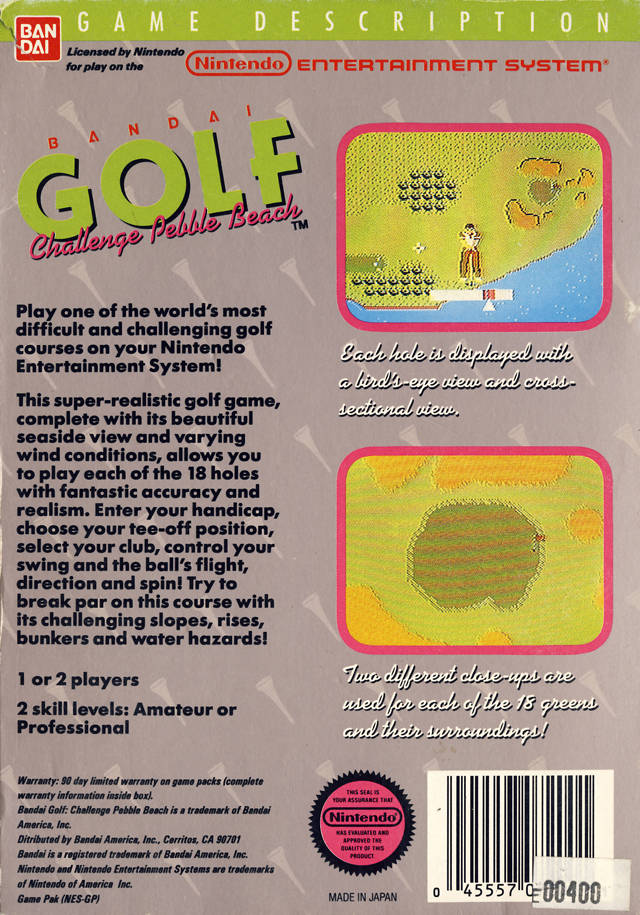 BAN
DAI
GAME DESCRIPTION
Licensed by Nintendo
for play on the
Nintendo ENTERTAINMENT SYSTEM®
BANDAI
GOLF
Challenge Pebble Beach™
Play one of the world's most
difficult and challenging golf
courses on your Nintendo
Entertainment System!
This super-realistic golf game,
complete with its beautiful
seaside view and varying
wind conditions, allows you
to play each of the 18 holes
with fantastic accuracy and
realism. Enter your handicap,
choose your tee-off position,
select your club, control your
swing and the ball's flight,
direction and spin! Try to
break par on this course with
its challenging slopes, rises,
bunkers and water hazards!
1 or 2 players
2 skill levels: Amateur or
Professional
Each hole is displayed with
a bird's-eye view and cross-
sectional view.
Two different close-ups are
used for each of the 18 greens
and their surroundings!
Warranty: 90 day limited warranty on game packs (complete
warranty information inside box).
Bandai Golf: Challenge Pebble Beach is a trademark of Bandai
America, Inc.
Ditributed by Bandai America, Inc., Cerritos, CA 90701
Bandai is a registered trademark of Bandai America, Inc.
Nintendo and Nintendo Entertainment Systems are trademarks
of Nintendo of America Inc.
Game Pak (NES-GP)
THIS SEAL IS
YOUR ASSURANCE THAT
Nintendo®
HAS EVALUATED AND
APPROVED THE
QUALITY OF THIS
PRODUCT.
MADE IN JAPAN
0 45557 0
E00400